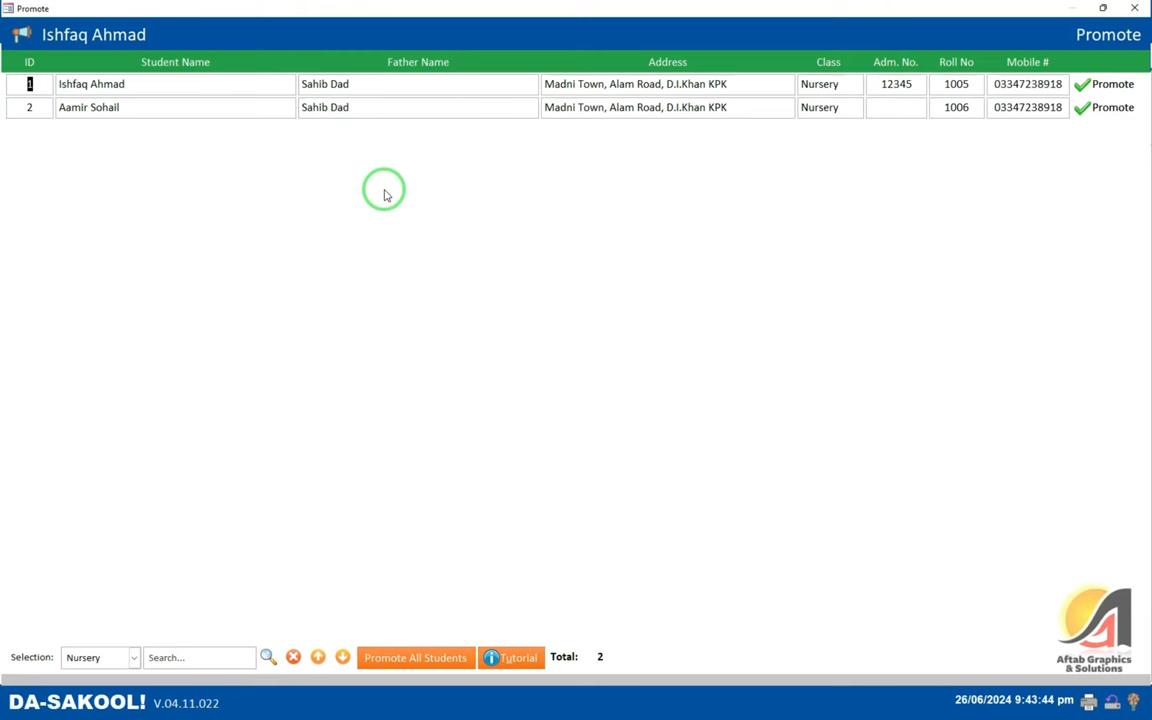 Promote
Ishfaq Ahmad Promote
ID Student Name Father Name Address Class Adm. No. Roll No Mobile #
1 Ishfaq Ahmad Sahib Dad Madni Town, Alam Road, D.I.Khan KPK Nursery 12345 1005 03347238918 Promote
2 Aamir Sohail Sahib Dad Madni Town, Alam Road, D.I.Khan KPK Nursery 1006 03347238918 Promote
Selection: Nursery Search... Promote All Students Tutorial Total: 2
Aftab Graphics
& Solutions
DA-SAKOOL! V.04.11.022 26/06/2024 9:43:44 pm